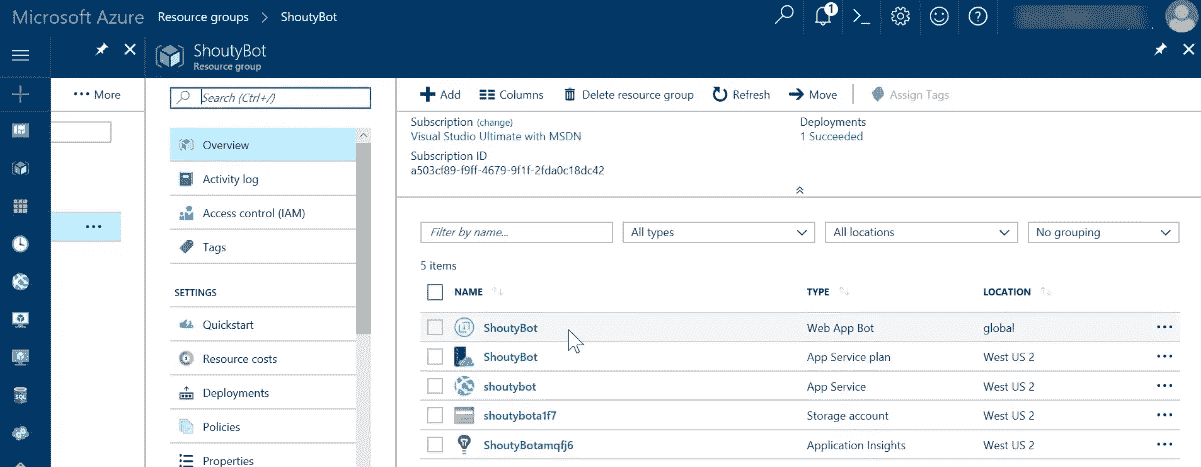 Microsoft Azure Resource groups > ShoutyBot
1
ShoutyBot
Resource group
More
Search (Ctrl+/)
Overview
Activity log
Access control (IAM)
Tags
SETTINGS
Quickstart
Resource costs
Deployments
Policies
Properties
Add Columns Delete resource group Refresh Move Assign Tags
Subscription (change)
Visual Studio Ultimate with MSDN
Deployments
1 Succeeded
Subscription ID
a503cf89-f9ff-4679-9f1f-2fda0c18dc42
Filter by name... All types All locations No grouping
5 items
NAME TYPE LOCATION
ShoutyBot Web App Bot global
ShoutyBot App Service plan West US 2
shoutybot App Service West US 2
shoutybota1f7 Storage account West US 2
ShoutyBotamqfj6 Application Insights West US 2